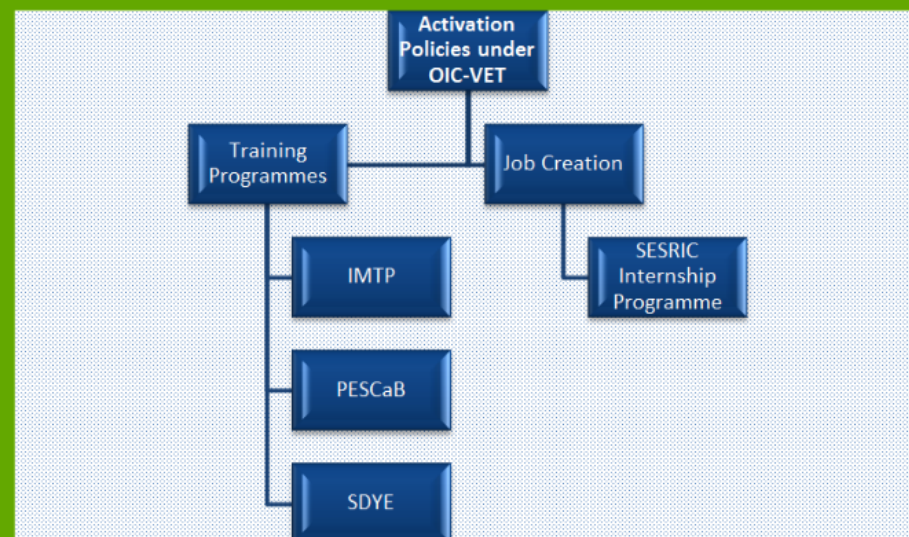 Activation
Policies under
OIC-VET
Training
Programmes
Job Creation
IMTP
SESRIC
Internship
Programme
PESCaB
SDYE